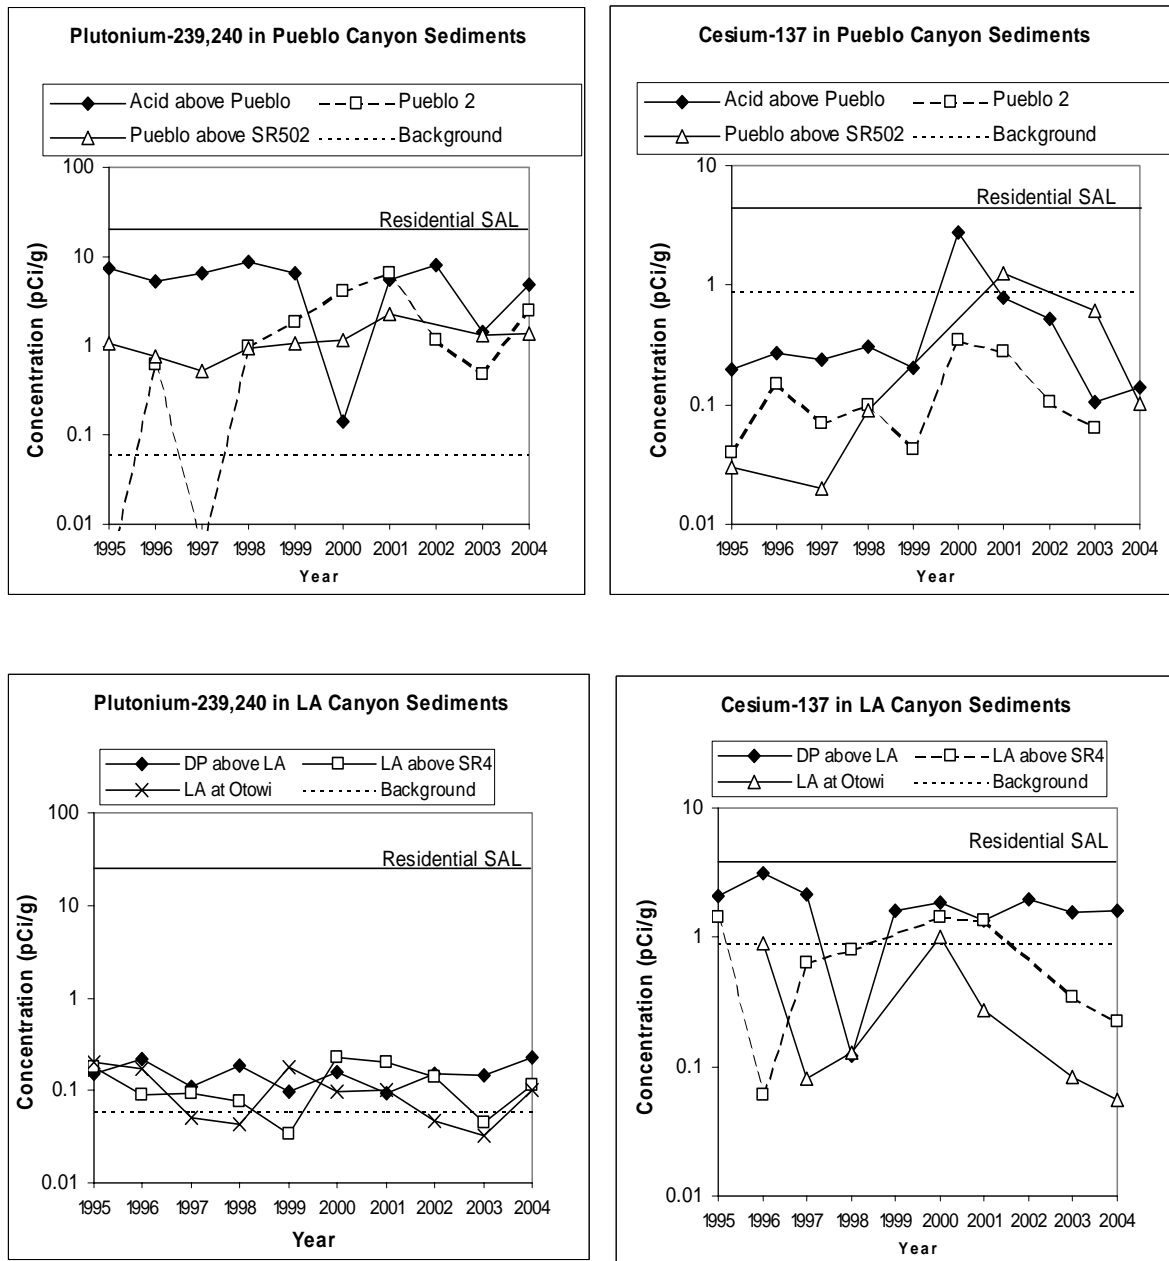 Plutonium-239,240 in Pueblo Canyon Sediments
Acid above Pueblo Pueblo 2
Pueblo above SR502 Background
100
10
1
0.1
0.01
Concentration (pCi/g)
Residential SAL
1995 1996 1997 1998 1999 2000 2001 2002 2003 2004
Year
Cesium-137 in Pueblo Canyon Sediments
Acid above Pueblo Pueblo 2
Pueblo above SR502 Background
10
1
0.1
0.01
Concentration (pCi/g)
Residential SAL
1995 1996 1997 1998 1999 2000 2001 2002 2003 2004
Year
Plutonium-239,240 in LA Canyon Sediments
DP above LA LA above SR4
LA at Otowi Background
100
10
1
0.1
0.01
Concentration (pCi/g)
Residential SAL
1995 1996 1997 1998 1999 2000 2001 2002 2003 2004
Year
Cesium-137 in LA Canyon Sediments
DP above LA LA above SR4
LA at Otowi Background
10
1
0.1
0.01
Concentration (pCi/g)
Residential SAL
1995 1996 1997 1998 1999 2000 2001 2002 2003 2004
Year